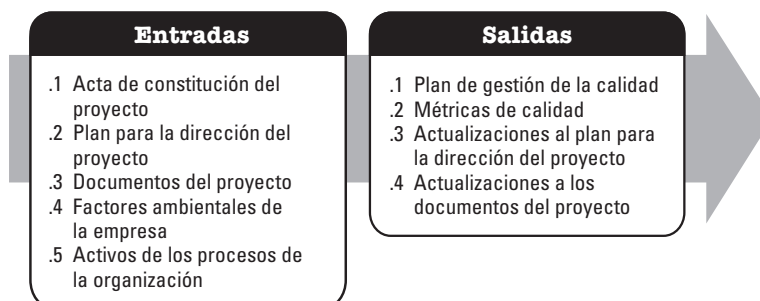 Entradas
.1 Acta de constitución del
proyecto
.2 Plan para la dirección del
proyecto
.3 Documentos del proyecto
.4 Factores ambientales de
la empresa
.5 Activos de los procesos de
la organización
Salidas
.1 Plan de gestión de la calidad
.2 Métricas de calidad
.3 Actualizaciones al plan para
la dirección del proyecto
.4 Actualizaciones a los
documentos del proyecto